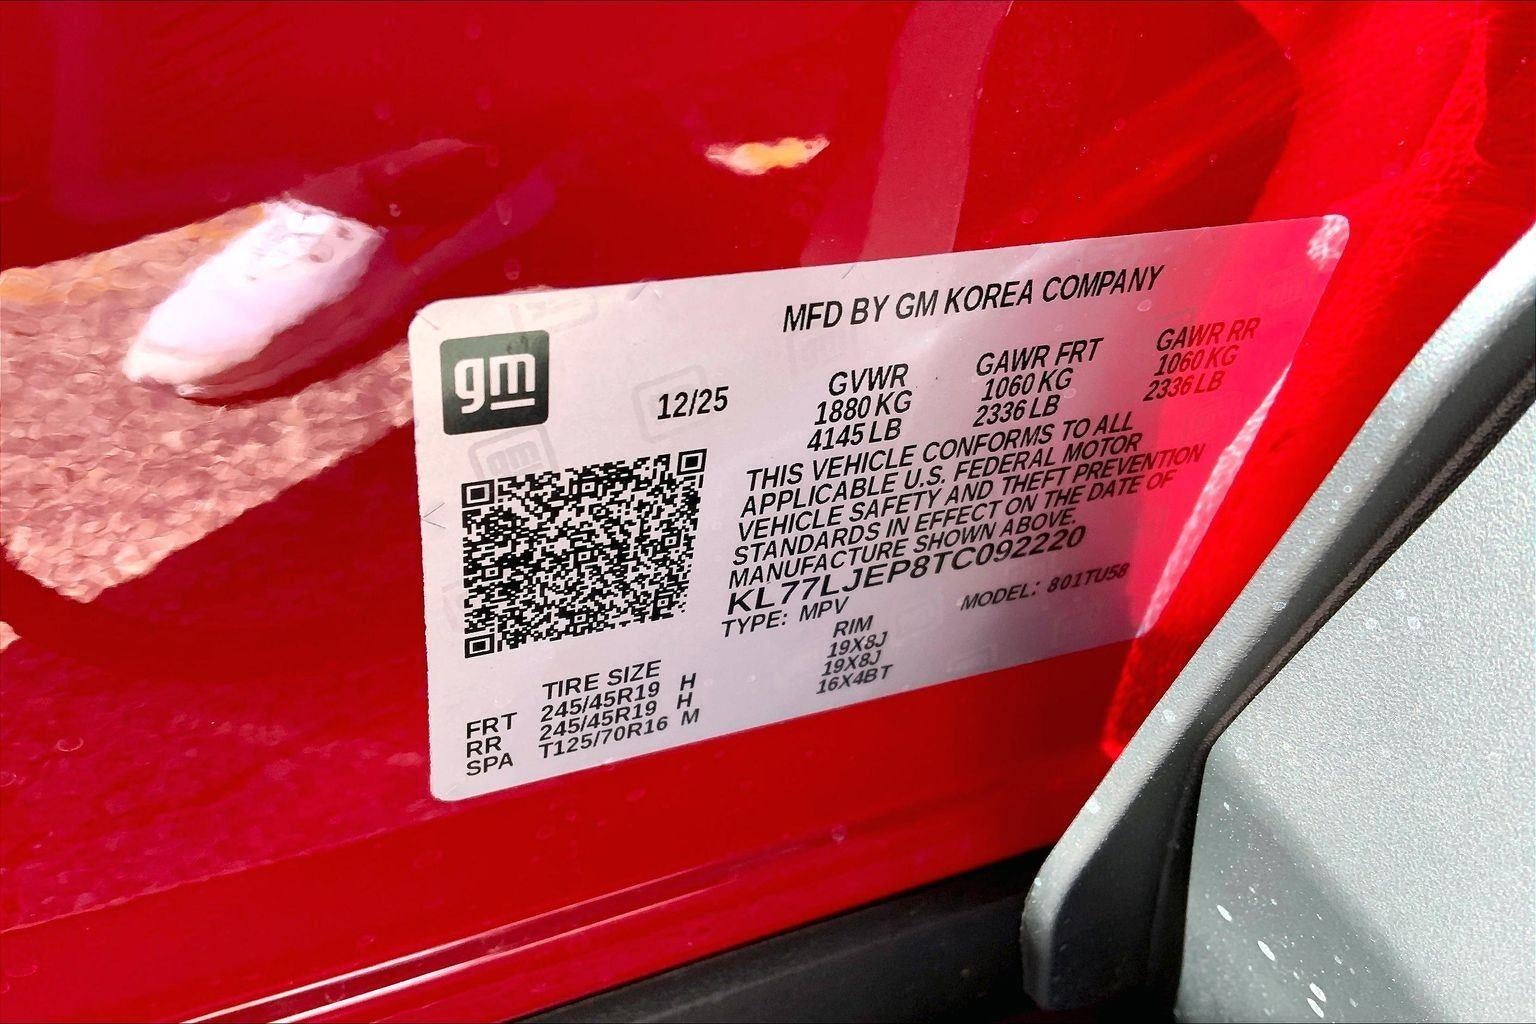 gm
MFD BY GM KOREA COMPANY
12/25
GVWR GAWR FRT GAWR RR
1880 KG 1060 KG 1060 KG
4145 LB 2336 LB 2336 LB
THIS VEHICLE CONFORMS TO ALL
APPLICABLE U.S. FEDERAL MOTOR
VEHICLE SAFETY AND THEFT PREVENTION
STANDARDS IN EFFECT ON THE DATE OF
MANUFACTURE SHOWN ABOVE.
KL77LJEP8TC092220
TYPE: MPV MODEL: 801TU58
TIRE SIZE RIM
FRT 245/45R19 H 19X8J
RR 245/45R19 H 19X8J
SPA T125/70R16 M 16X4BT